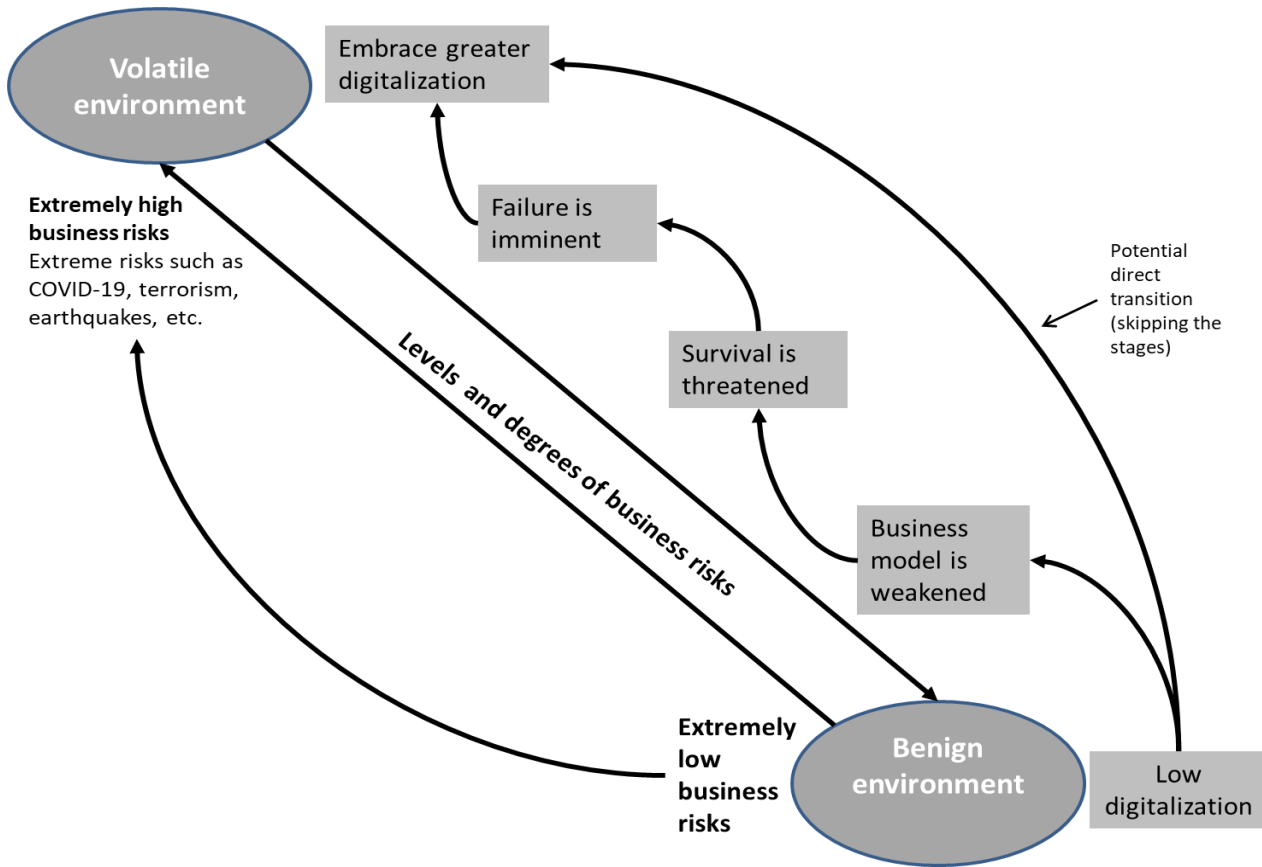 Volatile
environment
Embrace greater
digitalization
Extremely high
business risks
Extreme risks such as
COVID-19, terrorism,
earthquakes, etc.
Failure is
imminent
Potential
direct
transition
(skipping the
stages)
Levels and degrees of business risks
Survival is
threatened
Business
model is
weakened
Extremely
low
business
risks
Benign
environment
Low
digitalization